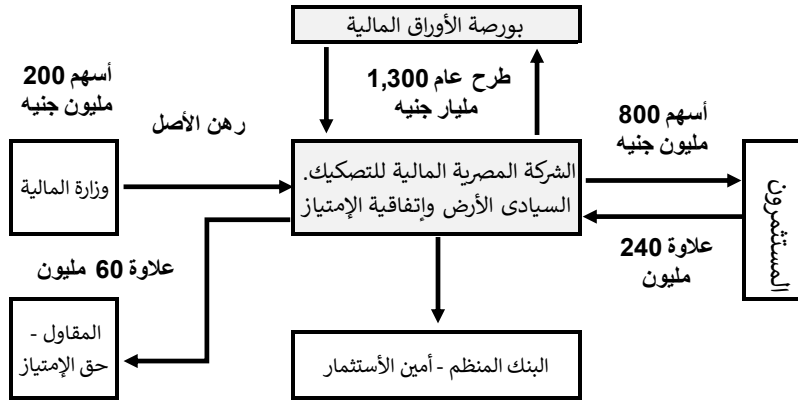 بورصة الأوراق المالية
أسهم 200
مليون جنيه
رهن الأصل
طرح عام 1,300
مليار جنيه
أسهم 800
مليون جنيه
وزارة المالية
الشركة المصرية المالية للتصكيك.
السيادى الأرض وإتفاقية الإمتياز
المستثمرون
علاوة 60 مليون
علاوة 240
مليون
المقاول -
حق الإمتياز
البنك المنظم - أمين الأستثمار